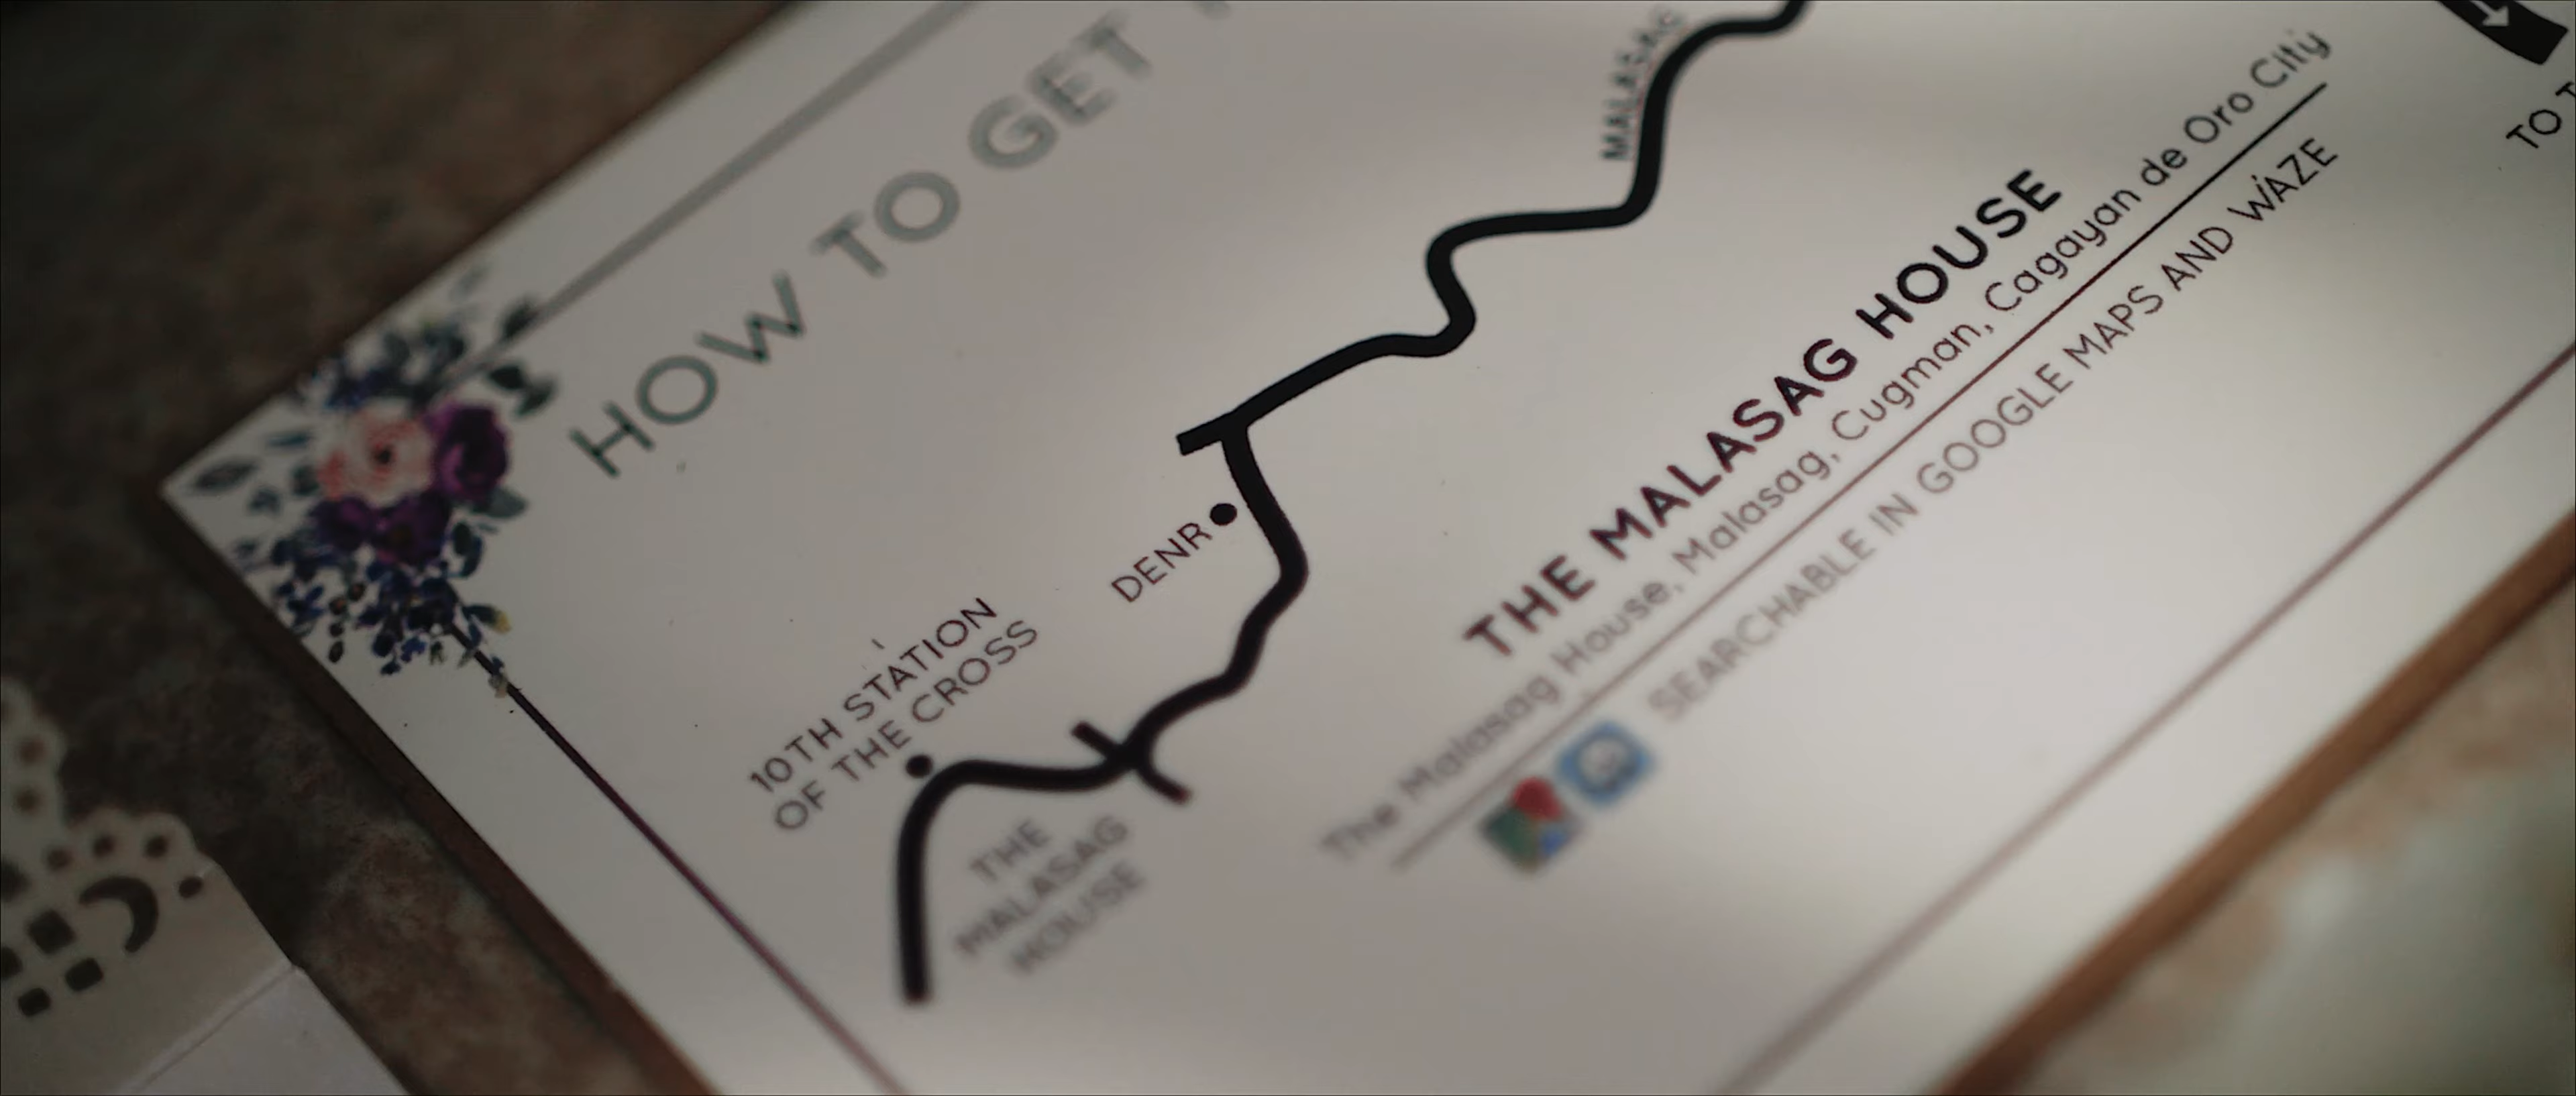 HOW TO GET
MALASAG
DENR
10TH STATION
OF THE CROSS
THE
MALASAG
HOUSE
THE MALASAG HOUSE
The Malasag House, Malasag, Cugman, Cagayan de Oro City
SEARCHABLE IN GOOGLE MAPS AND WAZE
TO